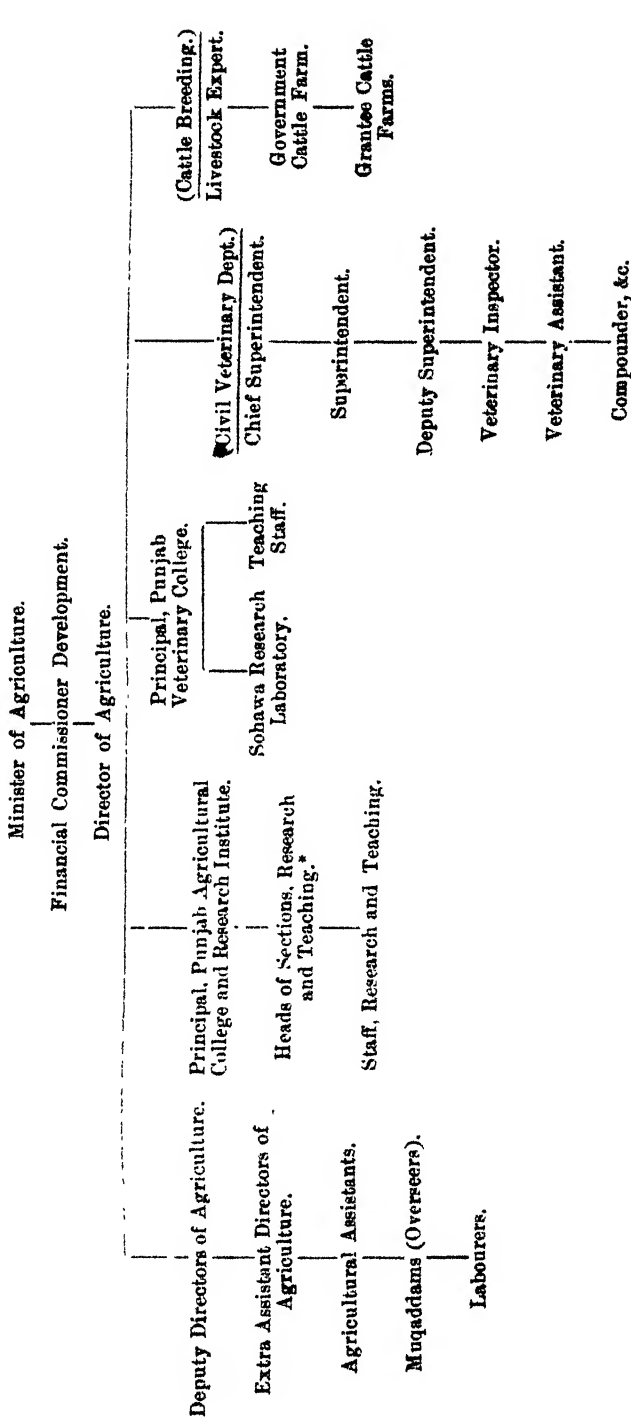 Minister of Agriculture.
Financial Commissioner Development.
Director of Agriculture.
Deputy Directors of Agriculture.
Extra Assistant Directors of
Agriculture.
Agricultural Assistants.
Muqaddams (Overseers).
Labourers.
Principal, Punjab Agricultural
College and Research Institute.
Heads of Sections, Research
and Teaching.*
Staff, Research and Teaching.
Principal, Punjab
Veterinary College.
Sohawa Research
Laboratory.
Teaching
Staff.
(Civil Veterinary Dept.)
Chief Superintendent.
Superintendent.
Deputy Superintendent.
Veterinary Inspector.
Veterinary Assistant.
Compounder, &c.
(Cattle Breeding.)
Livestock Expert.
Government
Cattle Farm.
Grantee Cattle
Farms.